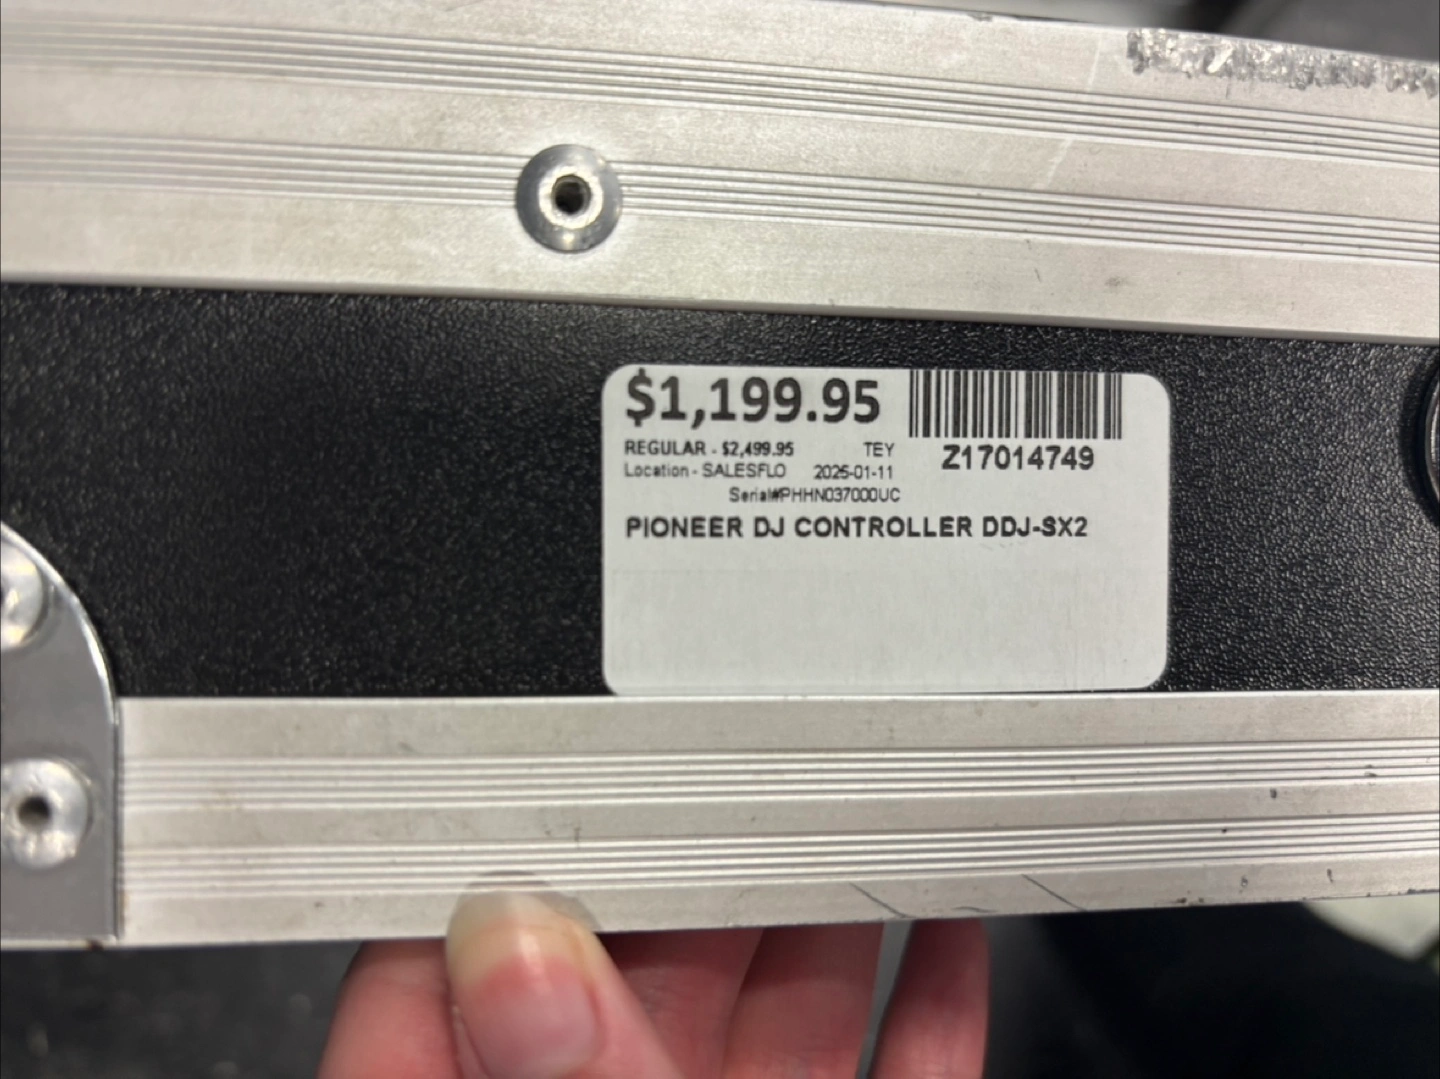 $1,199.95
REGULAR - $2,499.95 TEY
Z17014749
Location - SALESFLO 2025-01-11
Serial#PHHN037000UC
PIONEER DJ CONTROLLER DDJ-SX2